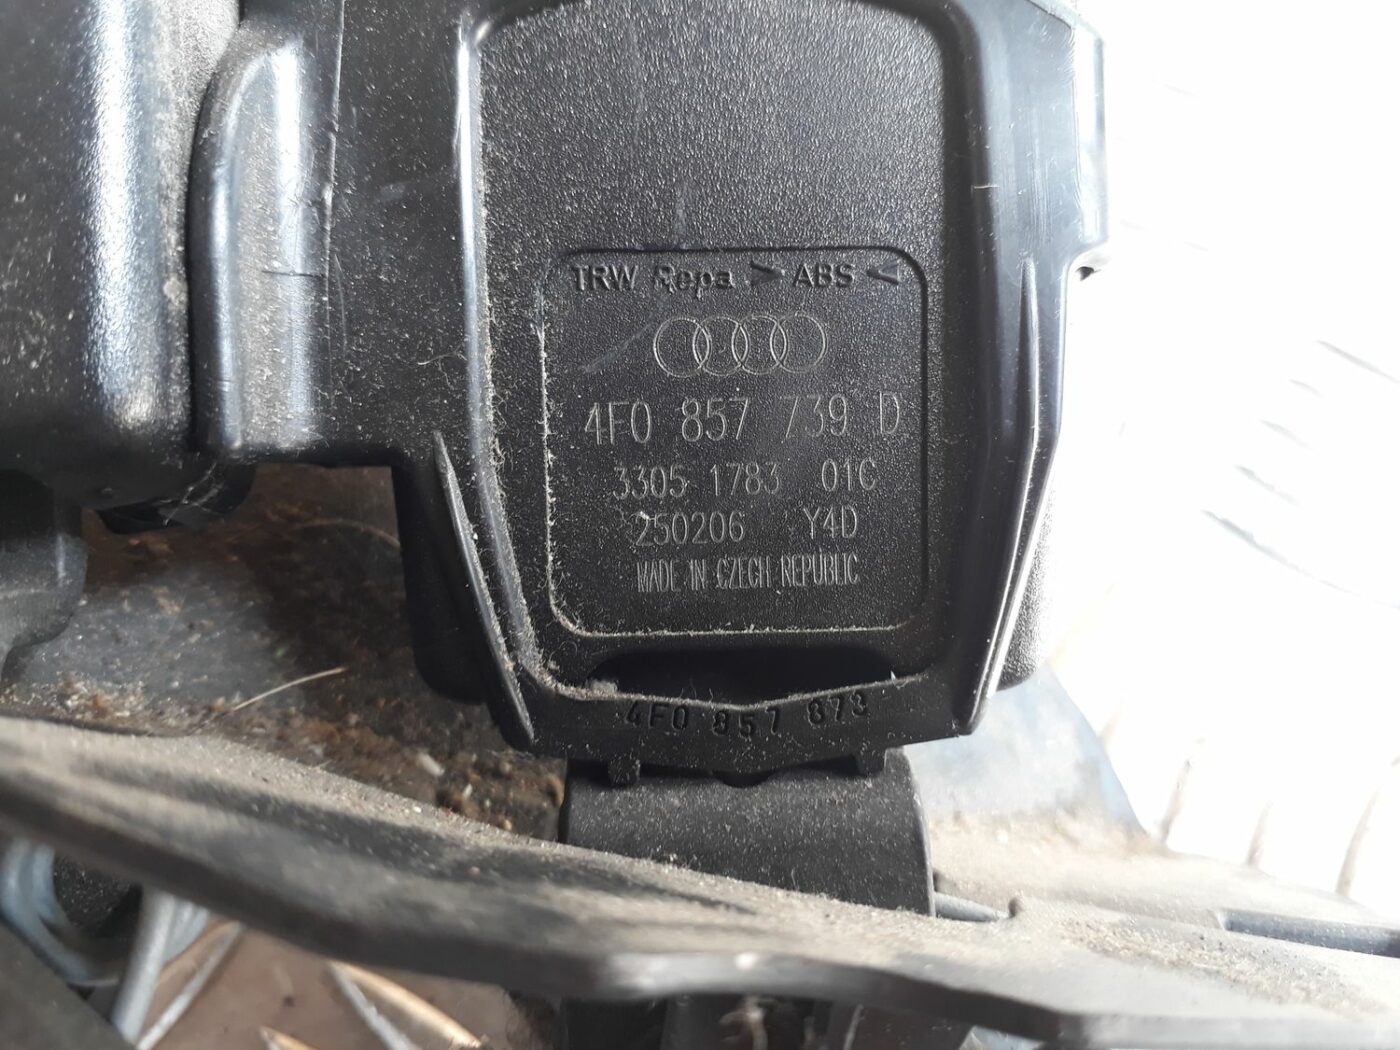 TRW Repa > ABS <
4F0 857 739 D
3305 1783 01C
250206 Y4D
MADE IN CZECH REPUBLIC
4F0 857 873